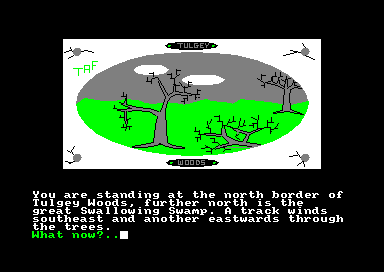 TULGEY
TAF
WOODS
You are standing at the north border of
Tulgey Woods, further north is the
great Swallowing Swamp. A track winds
southeast and another eastwards through
the trees.
What now?..